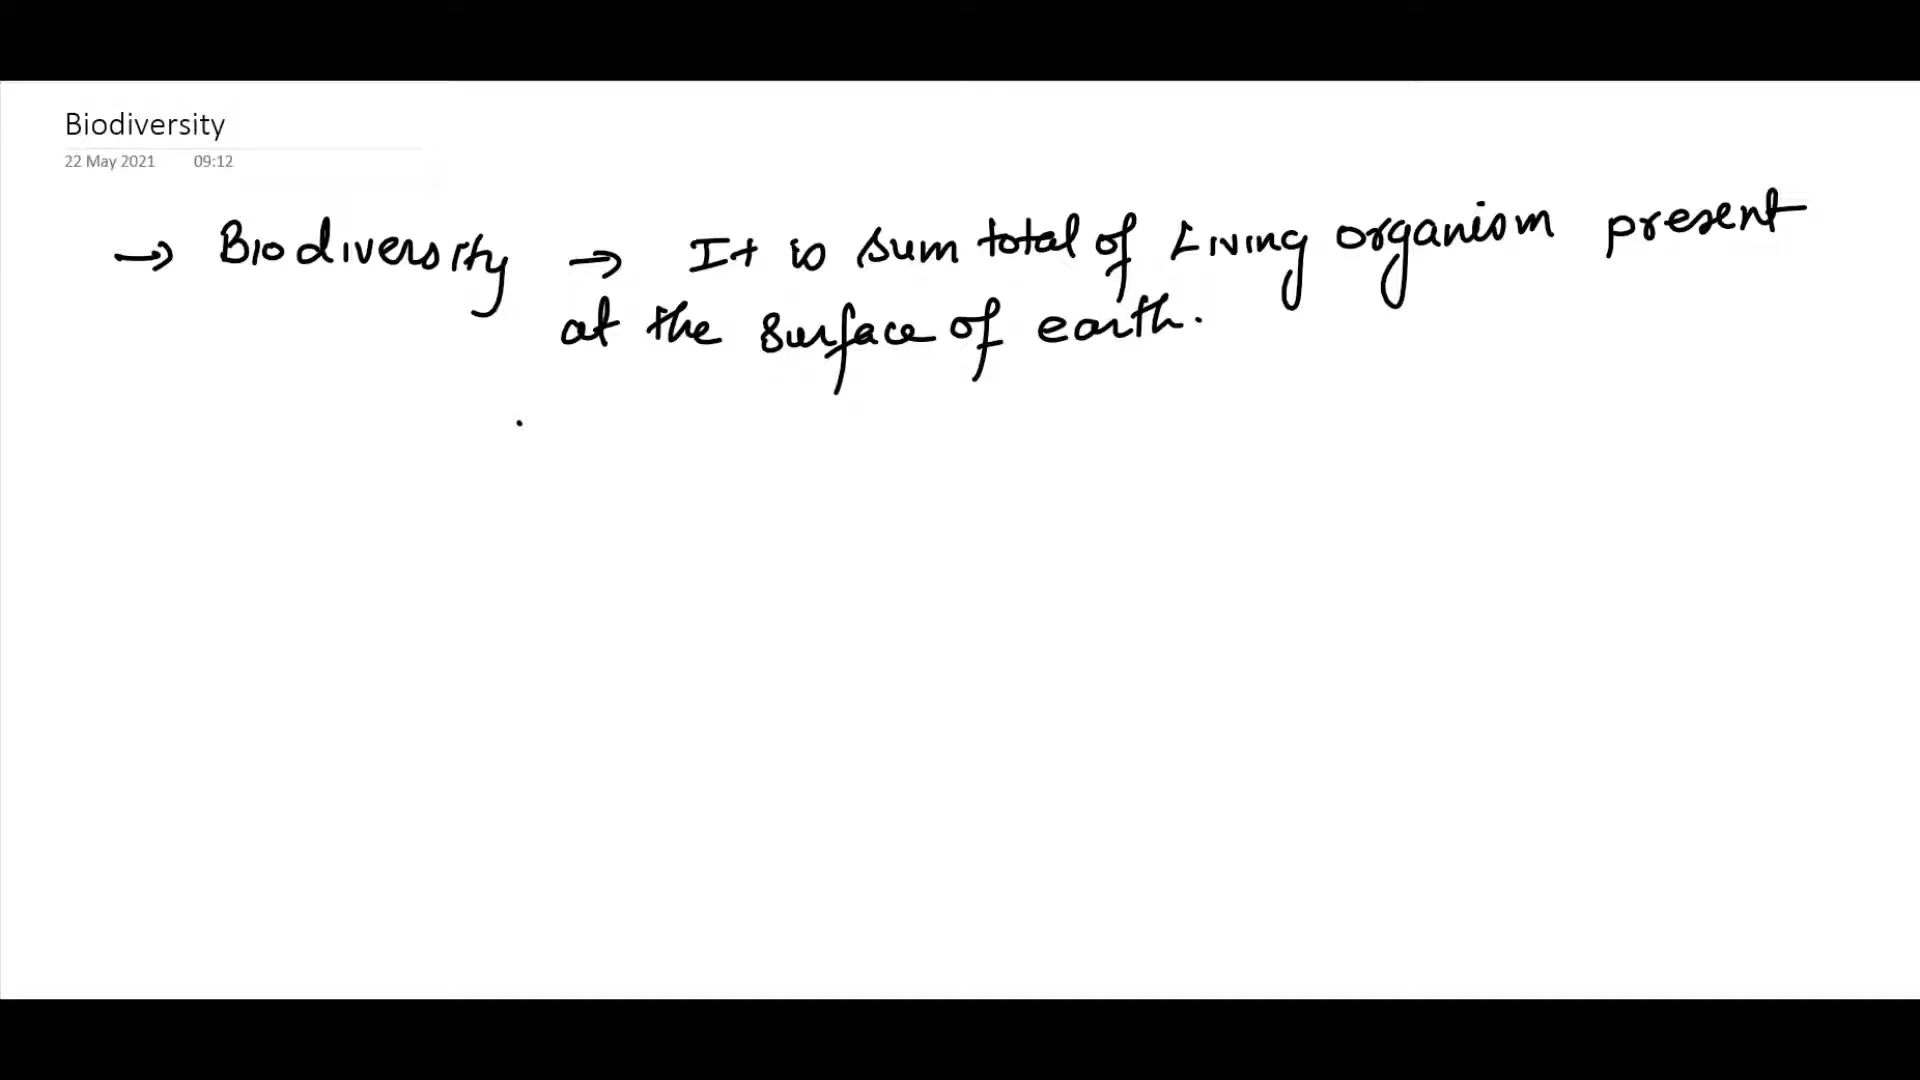 Biodiversity
22 May 2021 09:12
→ Biodiversity → It is sum total of Living organism present
at the surface of earth.